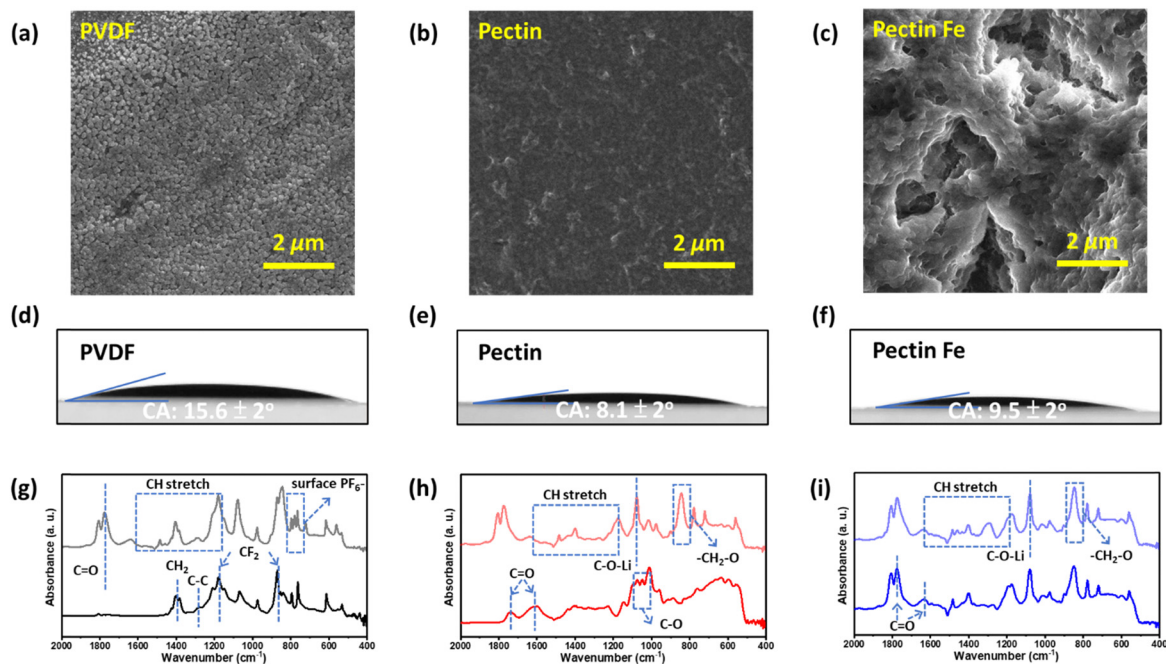 (a)
PVDF
2 µm
(b)
Pectin
2 µm
(c)
Pectin Fe
2 µm
(d)
PVDF
CA: 15.6 ± 2°
(e)
Pectin
CA: 8.1 ± 2°
(f)
Pectin Fe
CA: 9.5 ± 2°
(g)
surface PF₆⁻
CH stretch
C=O
CF₂
CH₂
C-C
2000 1800 1600 1400 1200 1000 800 600 400
Wavenumber (cm⁻¹)
Absorbance (a. u.)
(h)
CH stretch
-CH₂-O
C-O-Li
C=O
C-O
2000 1800 1600 1400 1200 1000 800 600 400
Wavenumber (cm⁻¹)
Absorbance (a. u.)
(i)
CH stretch
-CH₂-O
C-O-Li
C=O
2000 1800 1600 1400 1200 1000 800 600 400
Wavenumber (cm⁻¹)
Absorbance (a. u.)